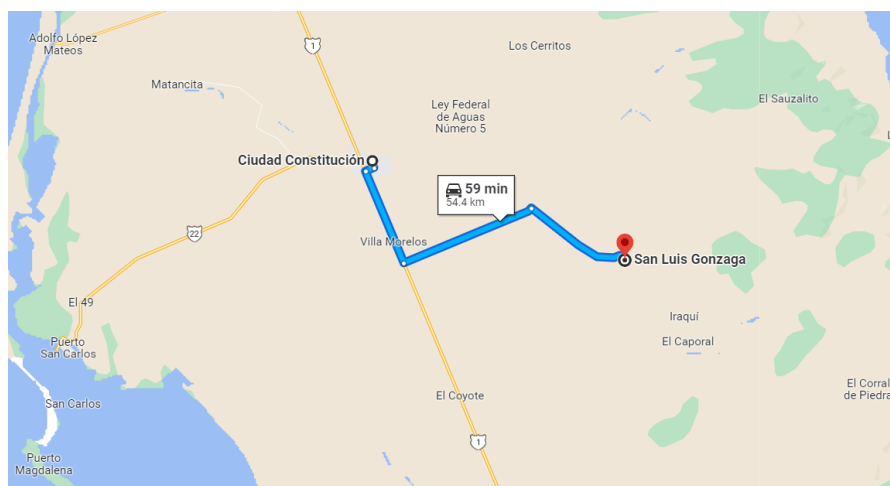 Adolfo López
Mateos
1
Los Cerritos
Matancita
Ley Federal
de Aguas
Número 5
El Sauzalito
Ciudad Constitución
59 min
54.4 km
22
Villa Morelos
San Luis Gonzaga
El 49
Iraquí
Puerto
San Carlos
El Caporal
El Corral
de Piedra
San Carlos
El Coyote
1
Puerto
Magdalena